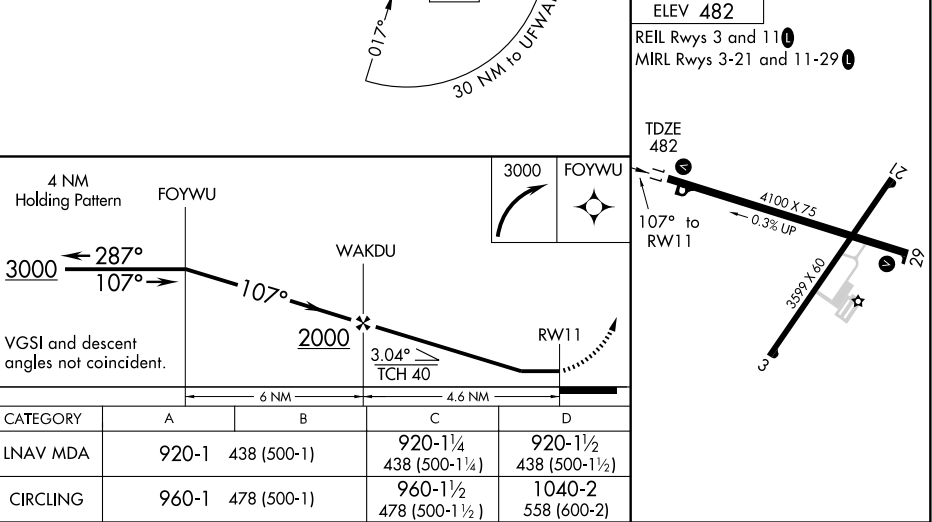 017°
30 NM to UFWA
ELEV 482
REIL Rwys 3 and 11 L
MIRL Rwys 3-21 and 11-29 L
TDZE
482
V
107° to
RW11
4100 X 75
0.3% UP
21
29
V
3599 X 60
3
4 NM
Holding Pattern
FOYWU
3000
FOYWU
WAKDU
3000
287°
107°
107°
2000
RW11
VGSI and descent
angles not coincident.
3.04°
TCH 40
6 NM
4.6 NM
CATEGORY A B C D
LNAV MDA 920-1 438 (500-1) 920-1¼ 438 (500-1¼) 920-1½ 438 (500-1½)
CIRCLING 960-1 478 (500-1) 960-1½ 478 (500-1½) 1040-2 558 (600-2)